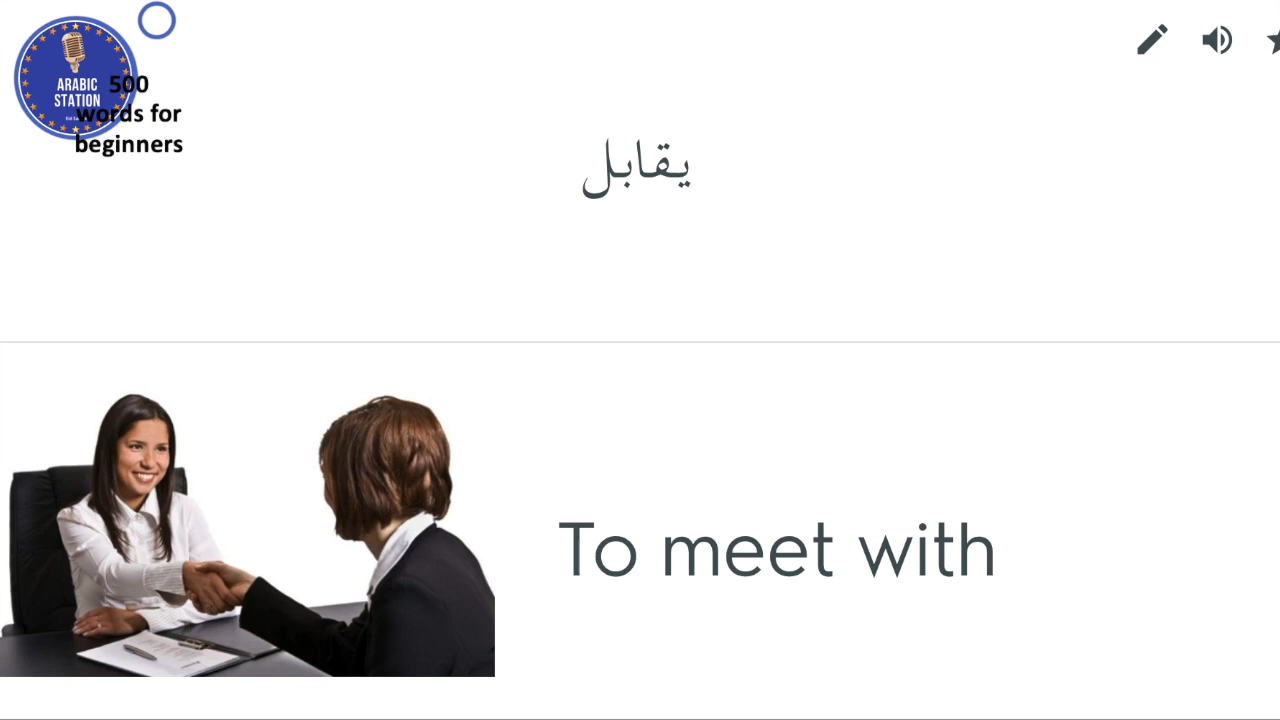 ARABIC
STATION
500
words for
beginners
يقابل
To meet with